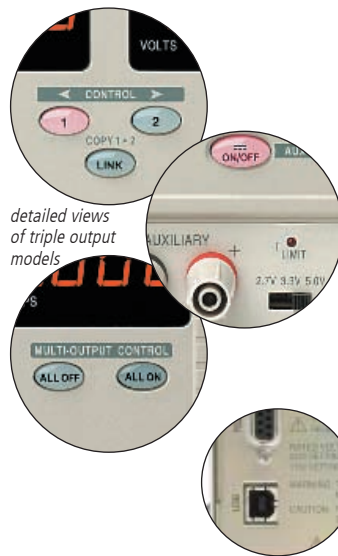 VOLTS
CONTROL
1 2
COPY 1 + 2
LINK
ON/OFF
detailed views
of triple output
models
AUXILIARY
+
LIMIT
2.7V 3.3V 5.0V
MULTI-OUTPUT CONTROL
ALL OFF ALL ON
USB
WARNING
CAUTION